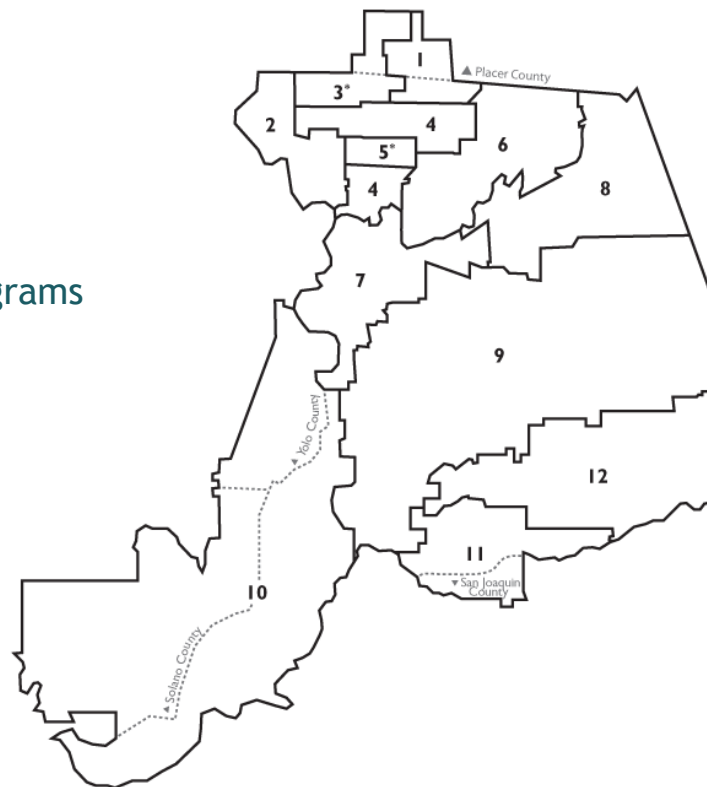 1
▲ Placer County
3*
2
4
6
5*
4
8
grams
7
9
▲ Yolo County
12
11
▼ San Joaquin
County
10
▲ Solano County